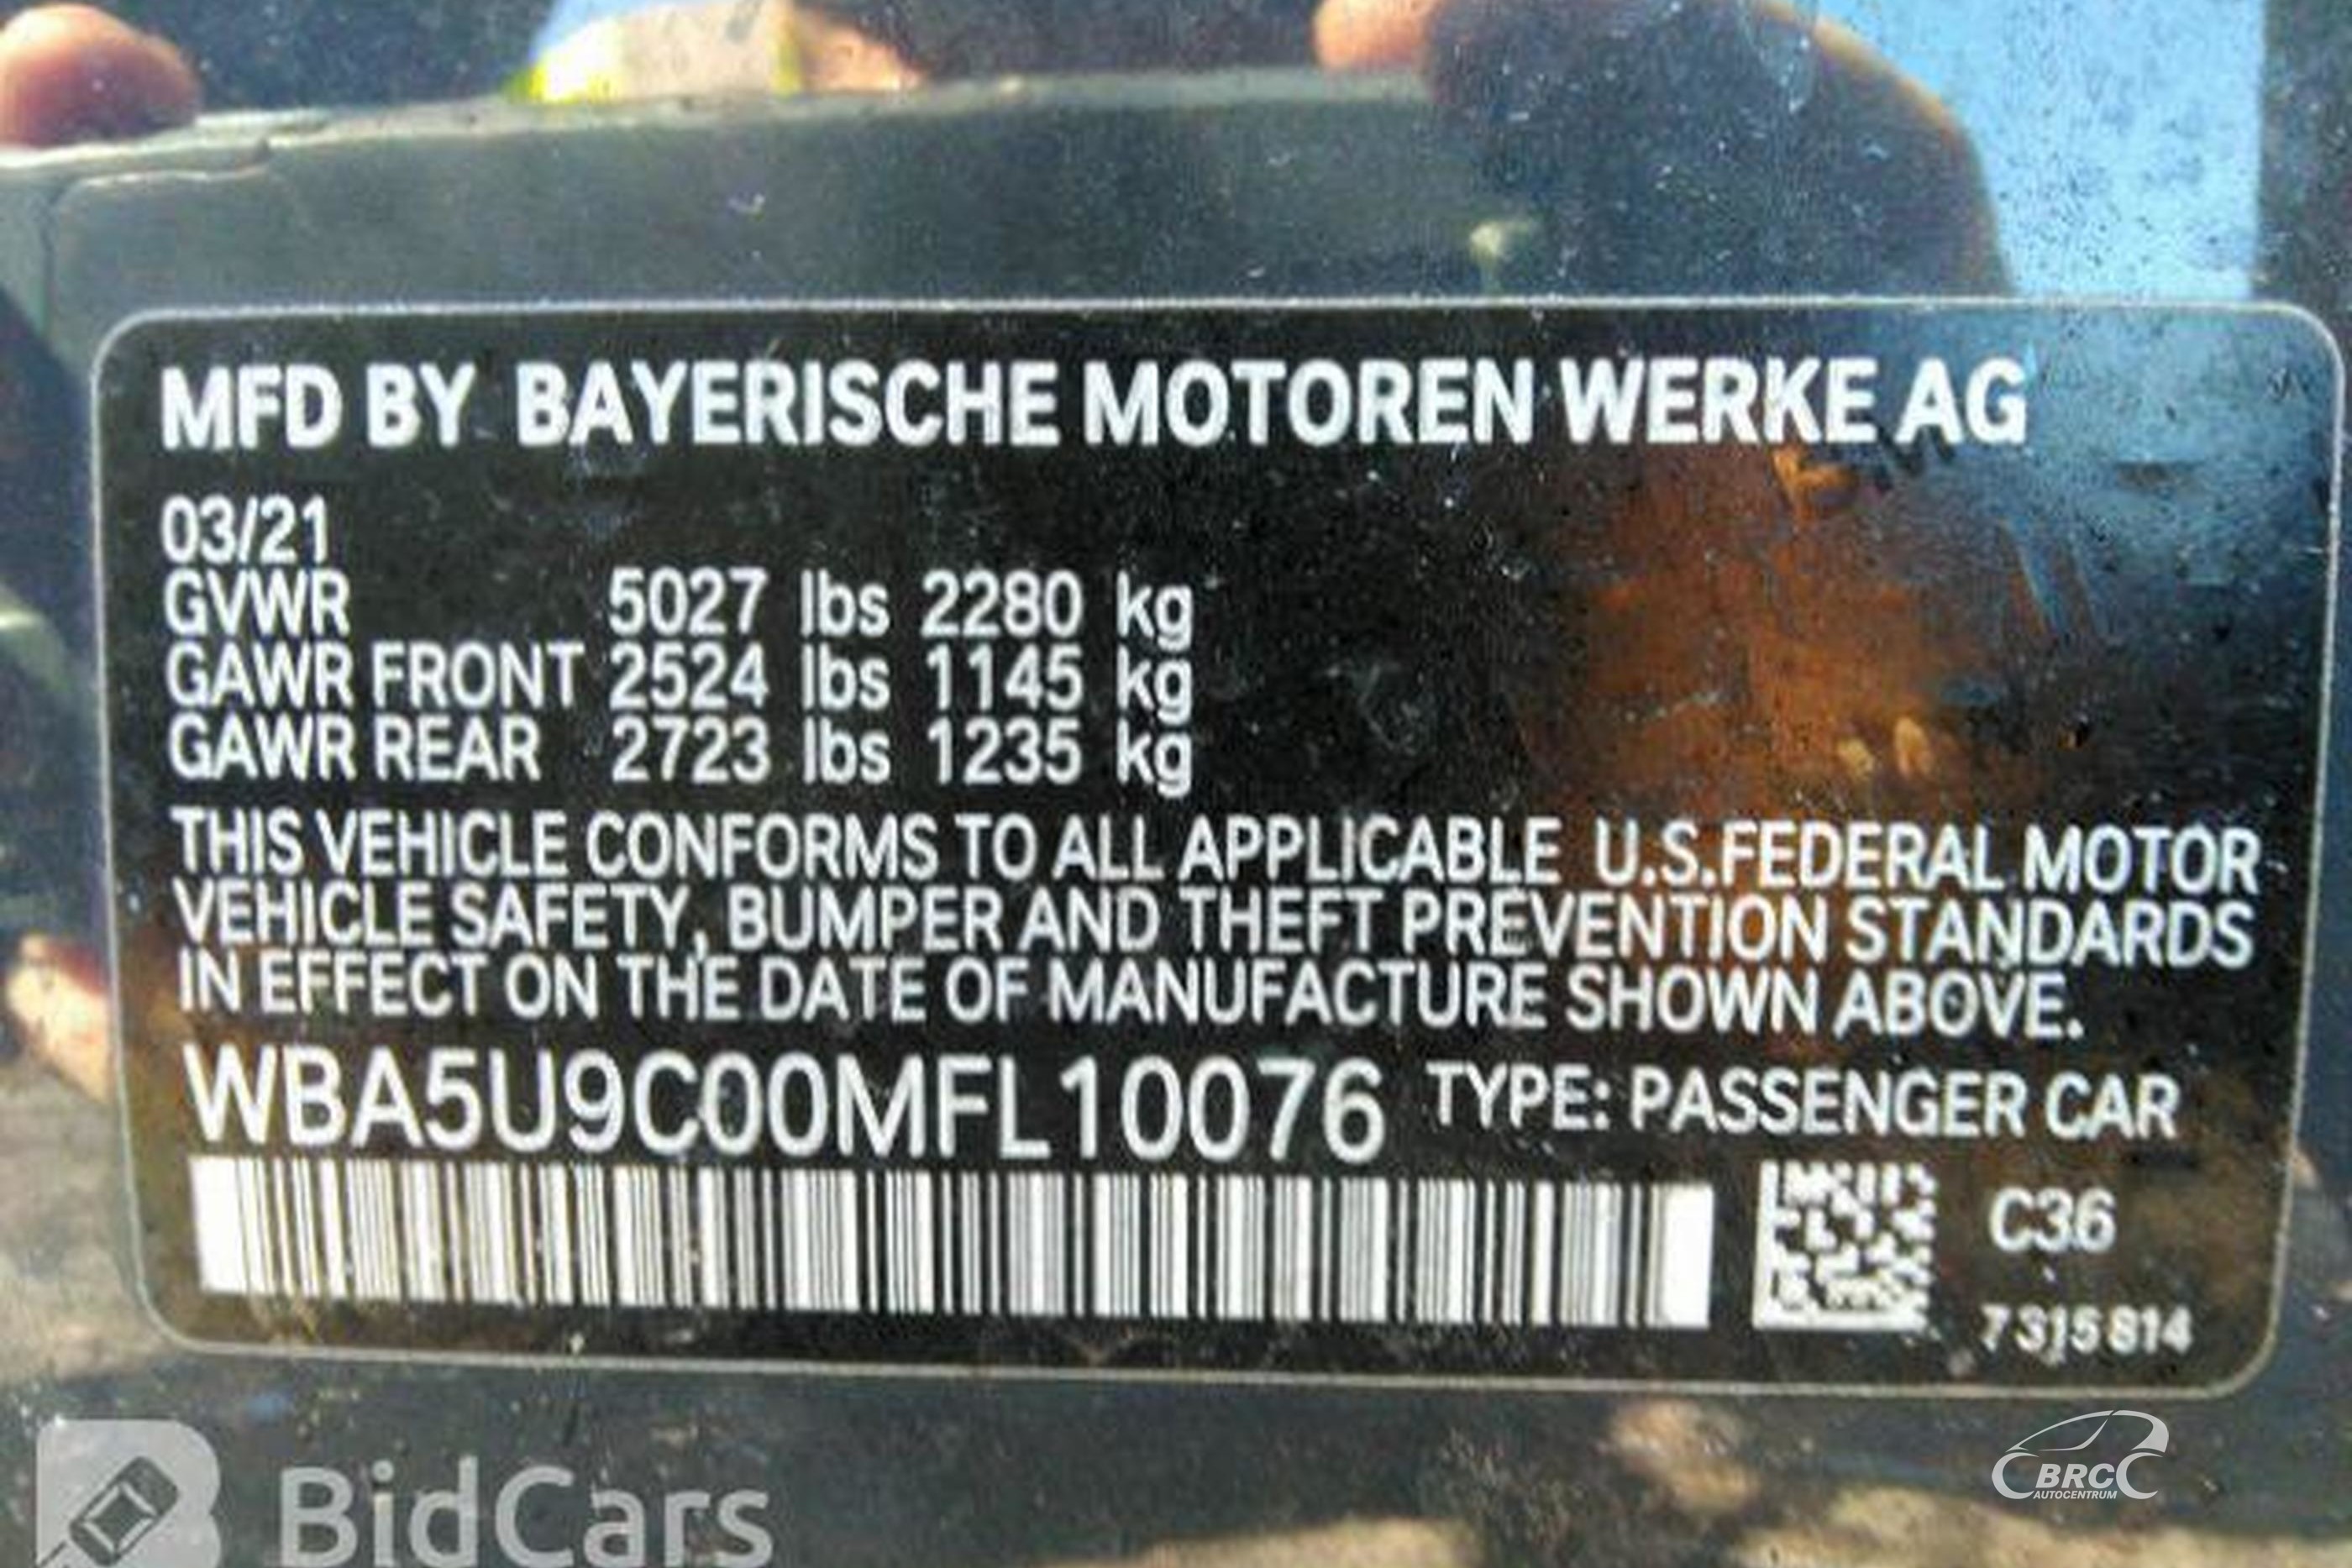 MFD BY BAYERISCHE MOTOREN WERKE AG
03/21
GVWR 5027 lbs 2280 kg
GAWR FRONT 2524 lbs 1145 kg
GAWR REAR 2723 lbs 1235 kg
THIS VEHICLE CONFORMS TO ALL APPLICABLE U.S.FEDERAL MOTOR
VEHICLE SAFETY, BUMPER AND THEFT PREVENTION STANDARDS
IN EFFECT ON THE DATE OF MANUFACTURE SHOWN ABOVE.
WBA5U9C00MFL10076 TYPE: PASSENGER CAR
C36
7315814
BidCars
BRC
AUTOCENTRUM